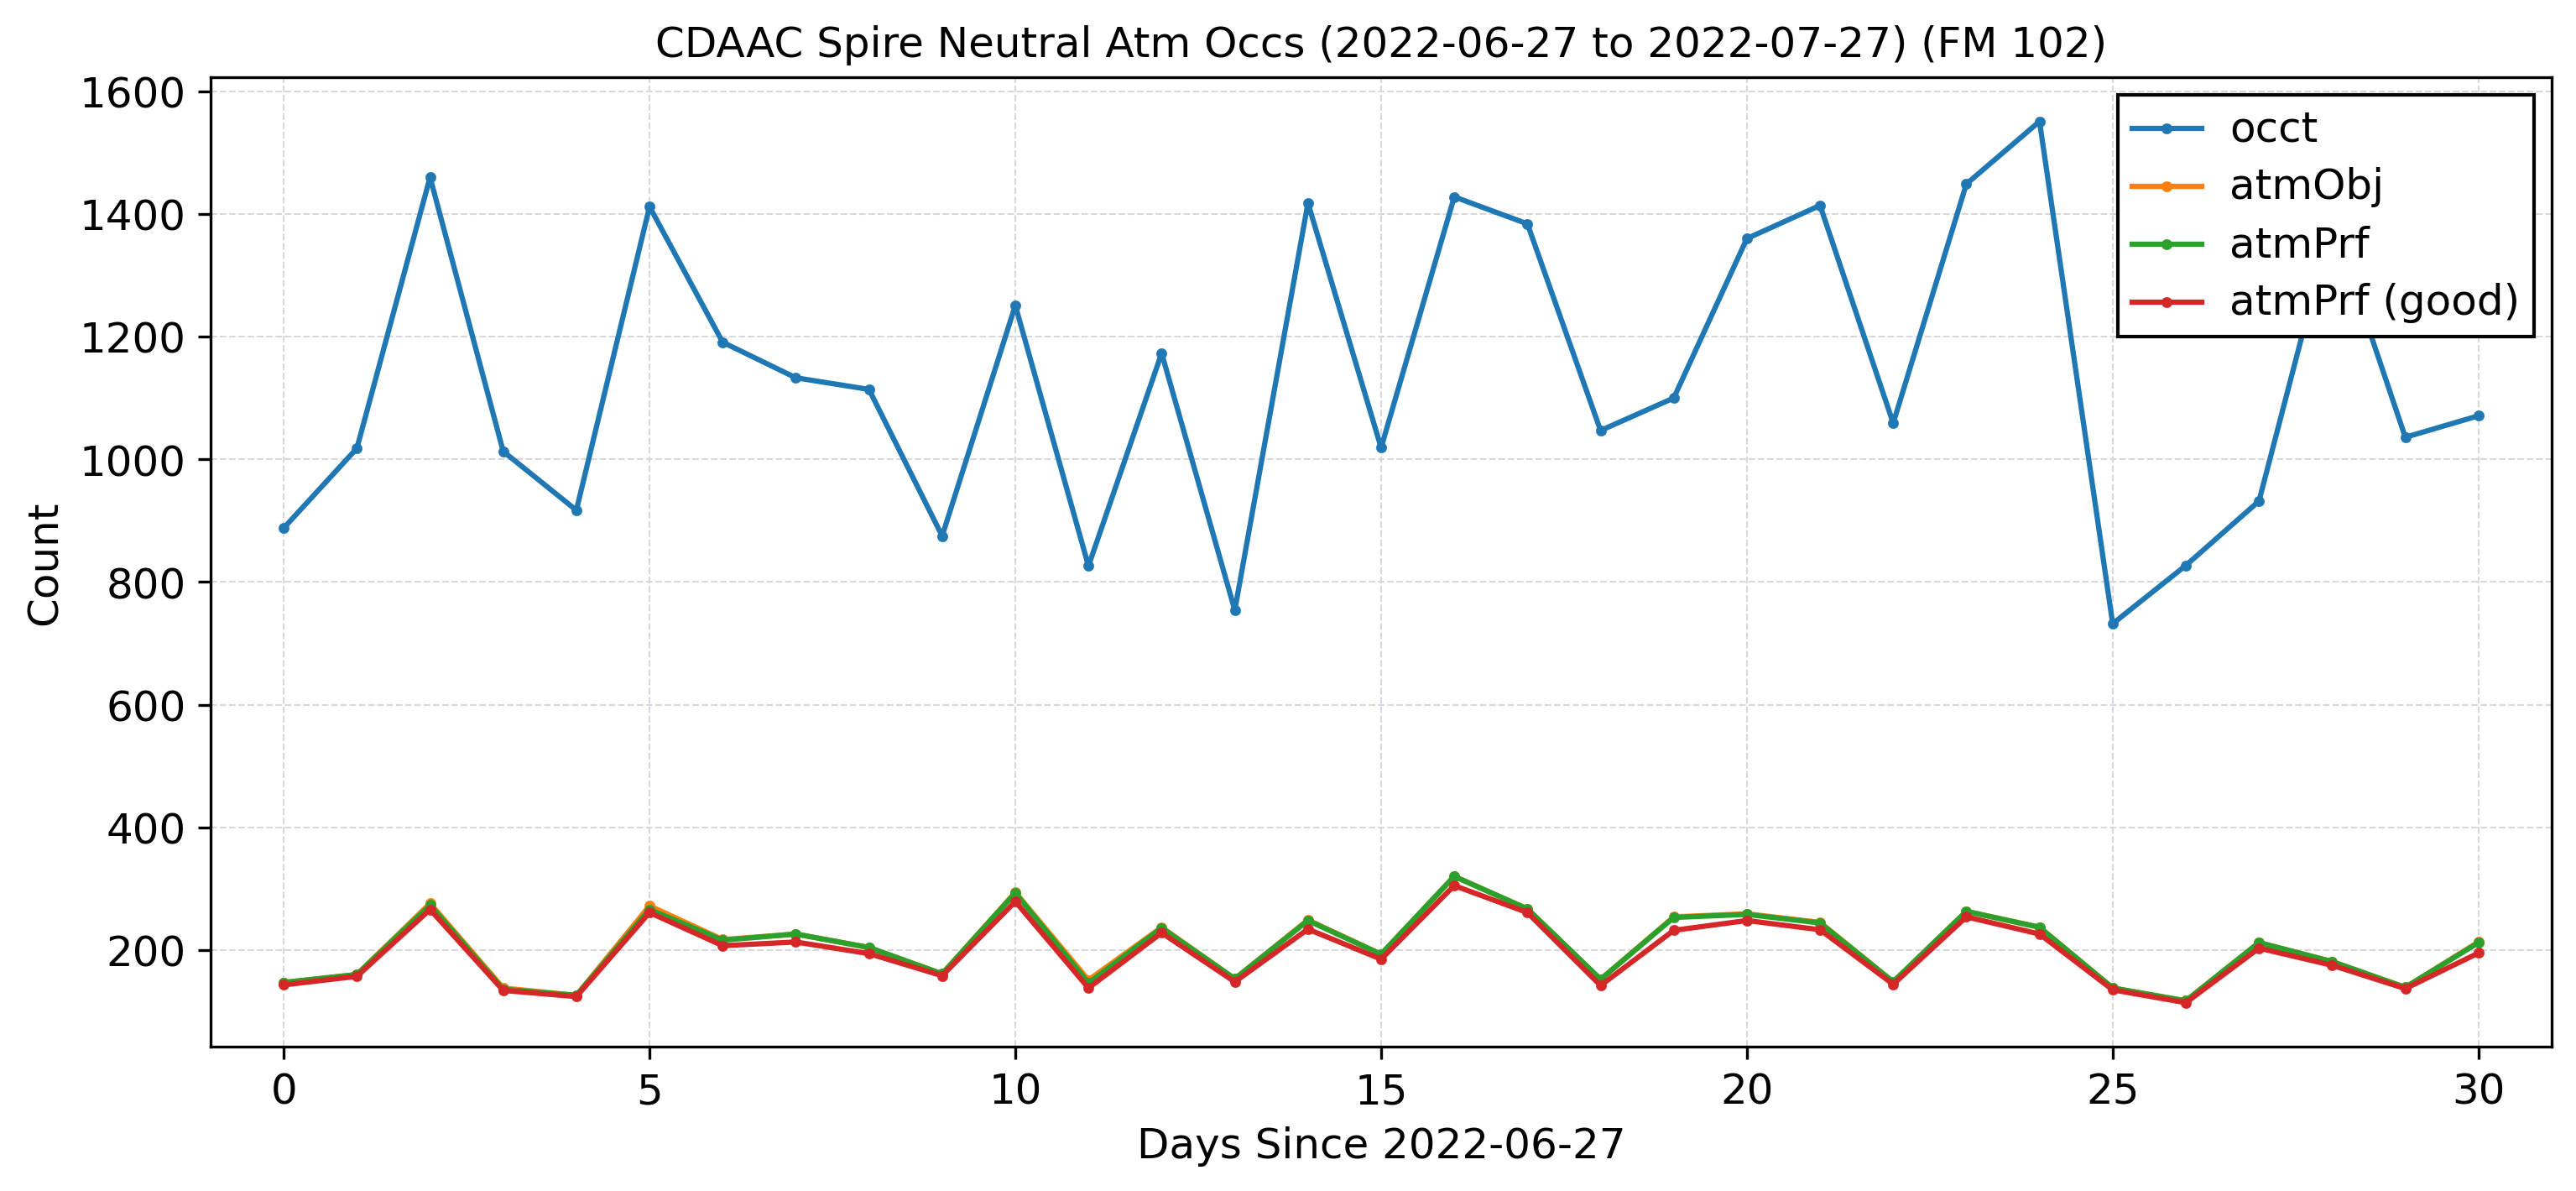 CDAAC Spire Neutral Atm Occs (2022-06-27 to 2022-07-27) (FM 102)
1600
1400
1200
1000
800
600
400
200
Count
occt
atmObj
atmPrf
atmPrf (good)
0 5 10 15 20 25 30
Days Since 2022-06-27